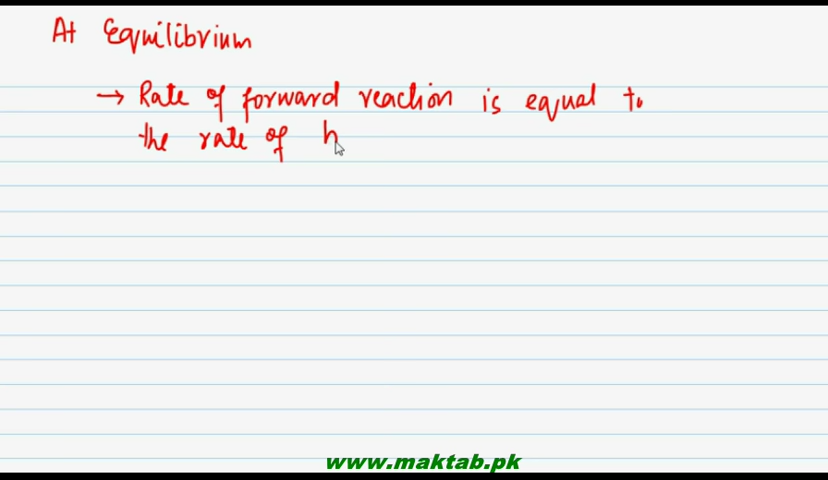 At Equilibrium
→ Rate of forward reaction is equal to
the rate of h
www.maktab.pk